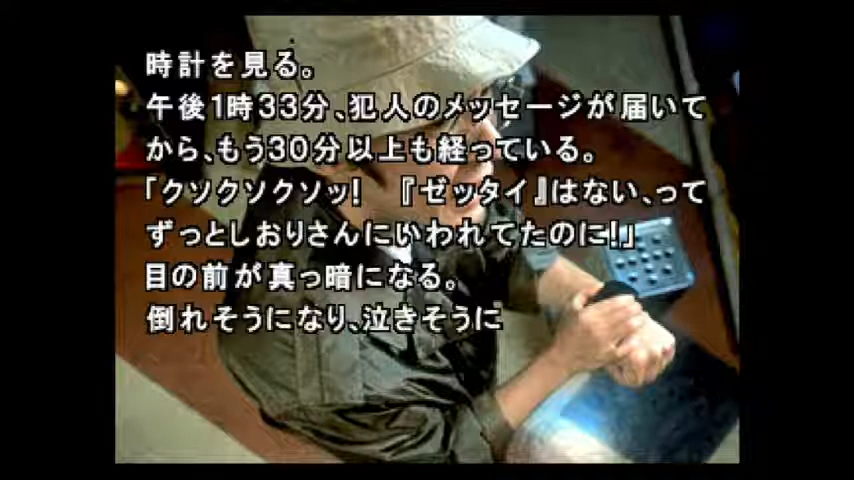 時計を見る。
午後1時33分、犯人のメッセージが届いて
から、もう30分以上も経っている。
「クソクソクソッ!　『ゼッタイ』はない、って
ずっとしおりさんにいわれてたのに!」
目の前が真っ暗になる。
倒れそうになり、泣きそうに